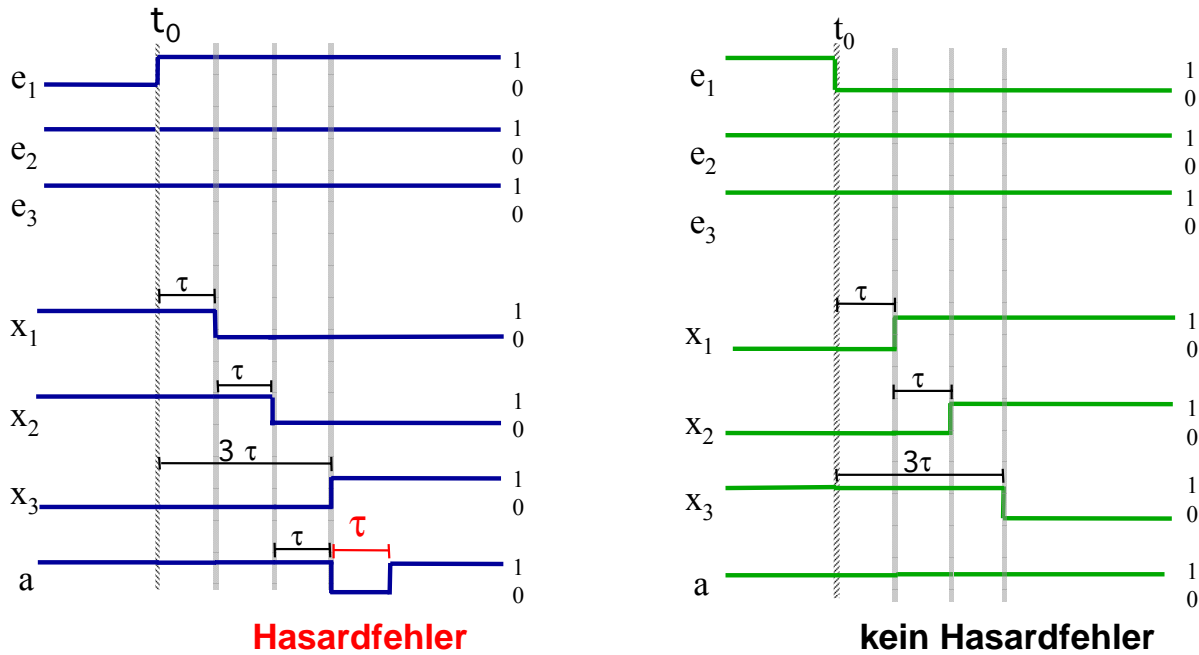 t₀
e₁ 1 0
e₂ 1 0
e₃ 1 0
τ
x₁ 1 0
τ
x₂ 1 0
3 τ
x₃ 1 0
τ τ
a 1 0
Hasardfehler
t₀
e₁ 1 0
e₂ 1 0
e₃ 1 0
τ
x₁ 1 0
τ
x₂ 1 0
3τ
x₃ 1 0
a 1 0
kein Hasardfehler